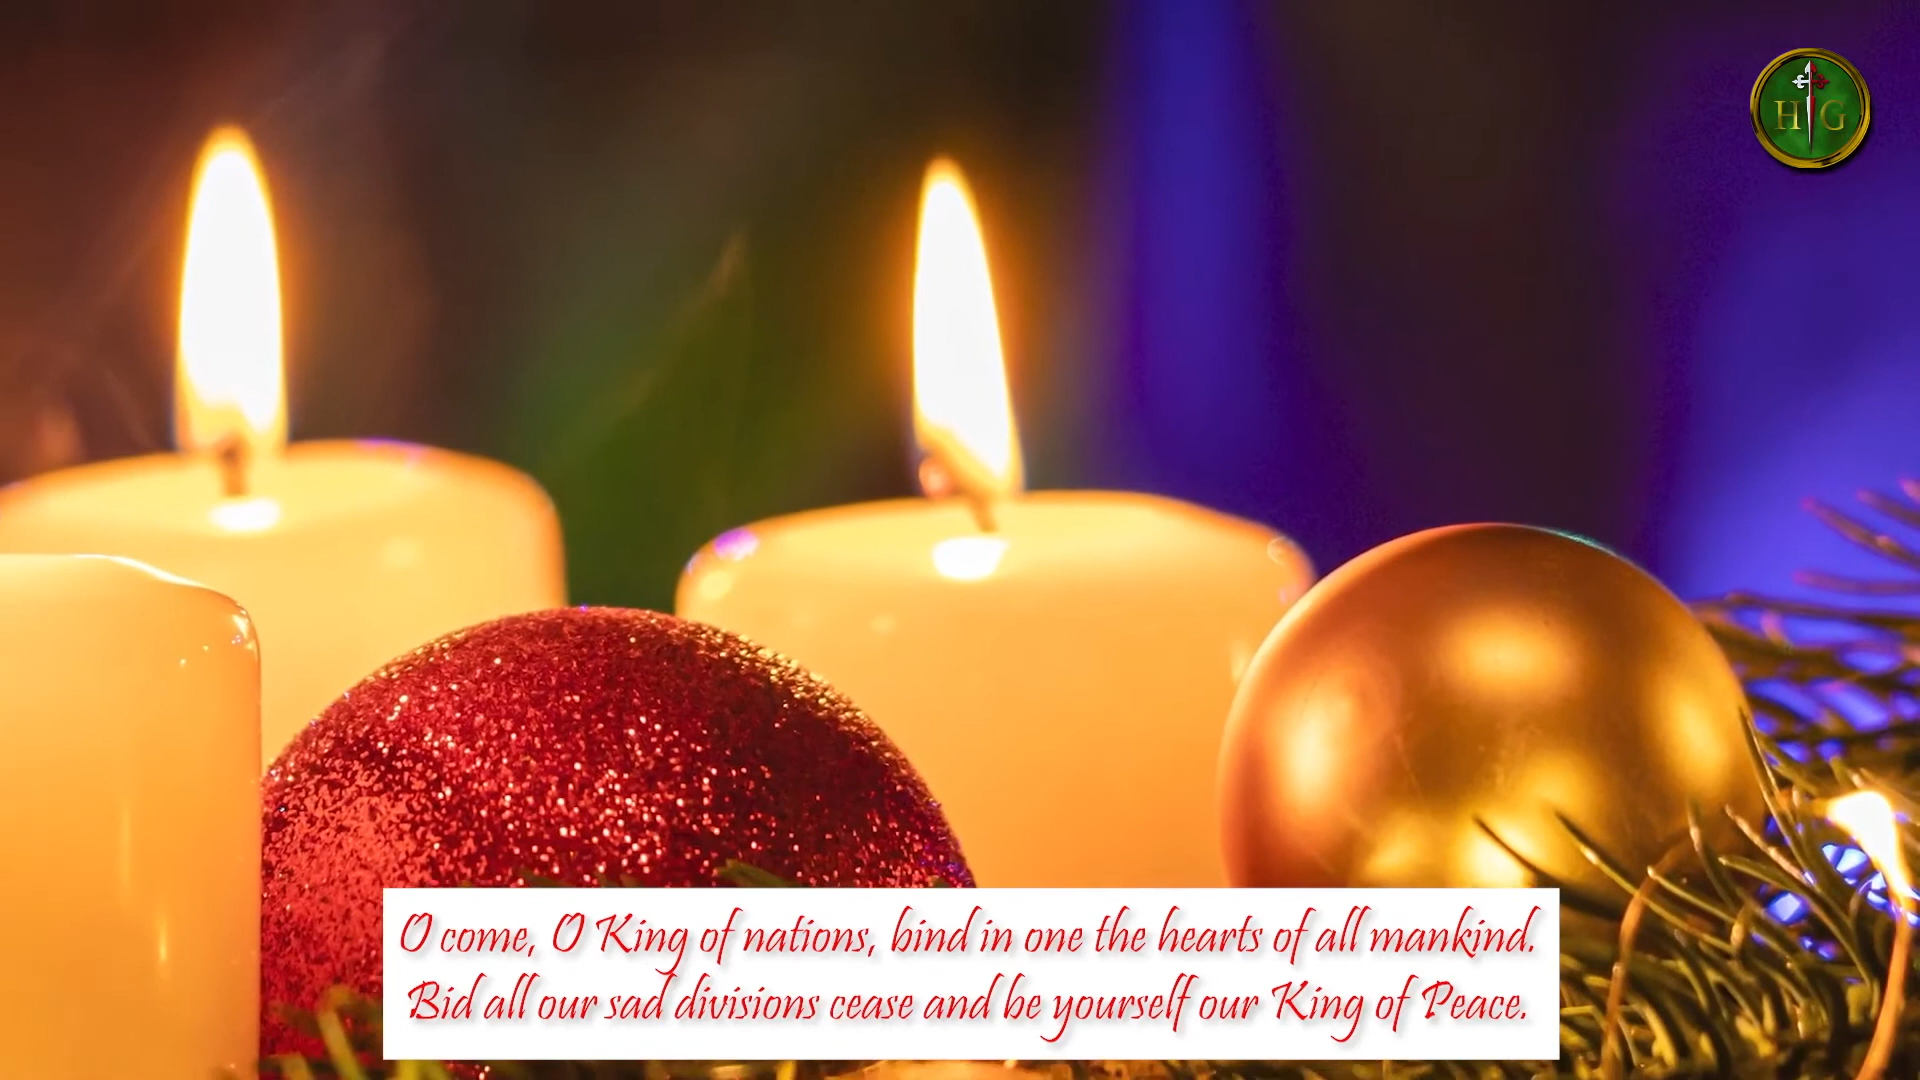 H G
O come, O King of nations, bind in one the hearts of all mankind.
Bid all our sad divisions cease and be yourself our King of Peace.